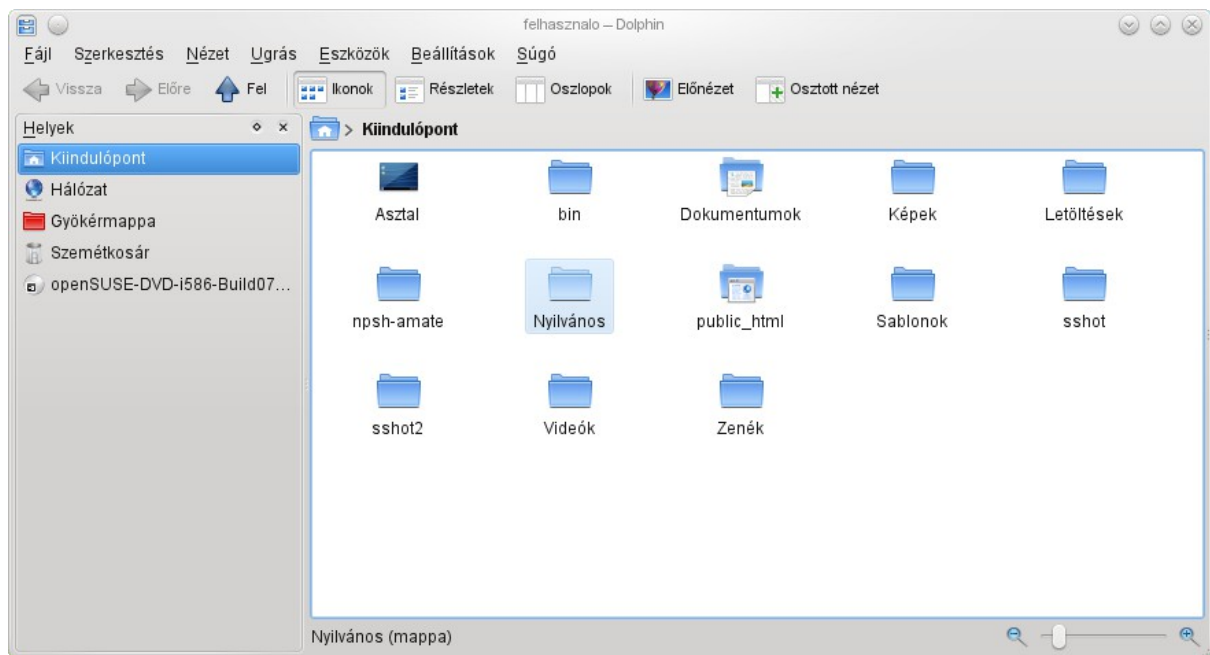 felhasznalo – Dolphin
Fájl Szerkesztés Nézet Ugrás Eszközök Beállítások Súgó
Vissza Előre Fel Ikonok Részletek Oszlopok Előnézet Osztott nézet
Helyek
> Kiindulópont
Kiindulópont
Hálózat
Gyökérmappa
Szemétkosár
openSUSE-DVD-i586-Build07...
Asztal bin Dokumentumok Képek Letöltések
npsh-amate Nyilvános public_html Sablonok sshot
sshot2 Videók Zenék
Nyilvános (mappa)